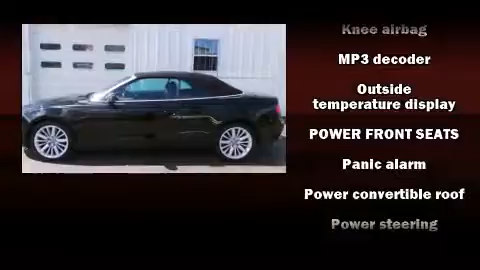 Knee airbag
MP3 decoder
Outside
temperature display
POWER FRONT SEATS
Panic alarm
Power convertible roof
Power steering